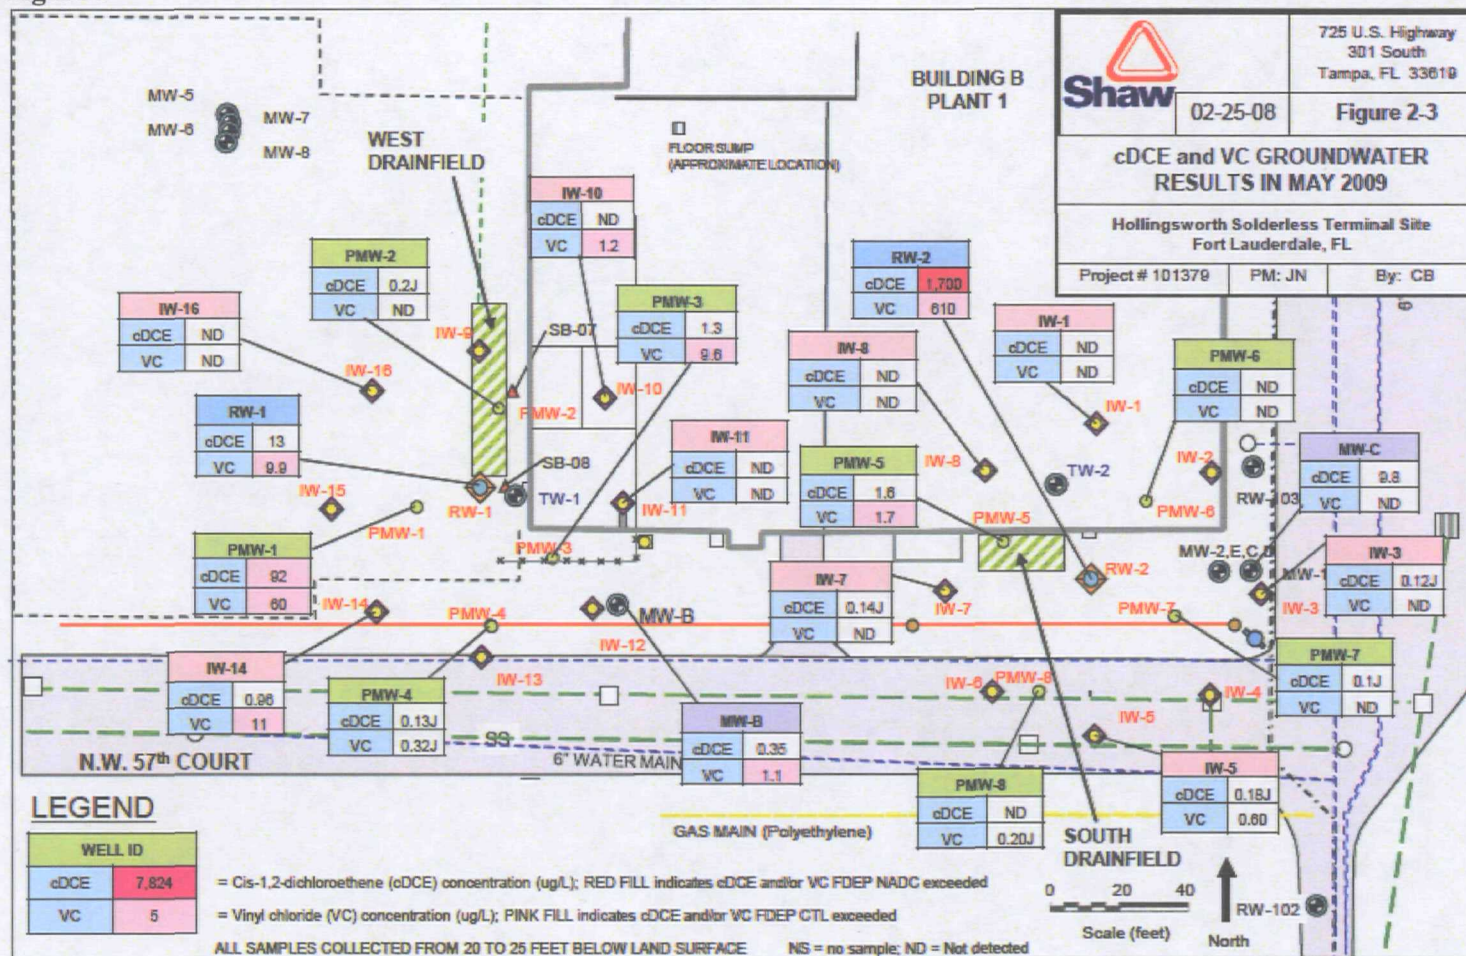 Shaw
725 U.S. Highway
301 South
Tampa, FL 33619
02-25-08
Figure 2-3
cDCE and VC GROUNDWATER
RESULTS IN MAY 2009
Hollingsworth Solderless Terminal Site
Fort Lauderdale, FL
Project # 101379
PM: JN
By: CB
BUILDING B
PLANT 1
MW-5
MW-6
MW-7
MW-8
WEST
DRAINFIELD
FLOOR SUMP
(APPROXIMATE LOCATION)
IW-10
cDCE ND
VC 1.2
PMW-2
cDCE 0.2J
VC ND
RW-2
cDCE 1,700
VC 610
IW-16
cDCE ND
VC ND
PMW-3
cDCE 1.3
VC 9.6
IW-1
cDCE ND
VC ND
IW-8
cDCE ND
VC ND
PMW-6
cDCE ND
VC ND
IW-9
SB-07
IW-16
IW-10
PMW-2
IW-1
RW-1
cDCE 13
VC 9.9
IW-11
cDCE ND
VC ND
PMW-5
cDCE 1.6
VC 1.7
MW-C
cDCE 9.8
VC ND
SB-08
IW-8
TW-2
IW-2
IW-15
RW-1
TW-1
IW-11
PMW-1
PMW-5
PMW-6
PMW-3
PMW-1
cDCE 92
VC 60
IW-7
cDCE 0.14J
VC ND
RW-2
MW-1
IW-3
cDCE 0.12J
VC ND
IW-14
PMW-4
MW-B
IW-7
PMW-7
IW-3
IW-12
IW-14
cDCE 0.96
VC 11
PMW-4
cDCE 0.13J
VC 0.32J
IW-13
IW-6
PMW-8
IW-4
PMW-7
cDCE 0.1J
VC ND
MW-B
cDCE 0.35
VC 1.1
IW-5
SS
N.W. 57th COURT
6" WATER MAIN
PMW-8
cDCE ND
VC 0.20J
IW-5
cDCE 0.18J
VC 0.60
6"
GAS MAIN (Polyethylene)
SOUTH
DRAINFIELD
LEGEND
WELL ID
cDCE 7,824
VC 5
= Cis-1,2-dichloroethene (cDCE) concentration (ug/L); RED FILL indicates cDCE and/or VC FDEP NADC exceeded
= Vinyl chloride (VC) concentration (ug/L); PINK FILL indicates cDCE and/or VC FDEP CTL exceeded
ALL SAMPLES COLLECTED FROM 20 TO 25 FEET BELOW LAND SURFACE NS = no sample; ND = Not detected
0 20 40
Scale (feet)
North
RW-102